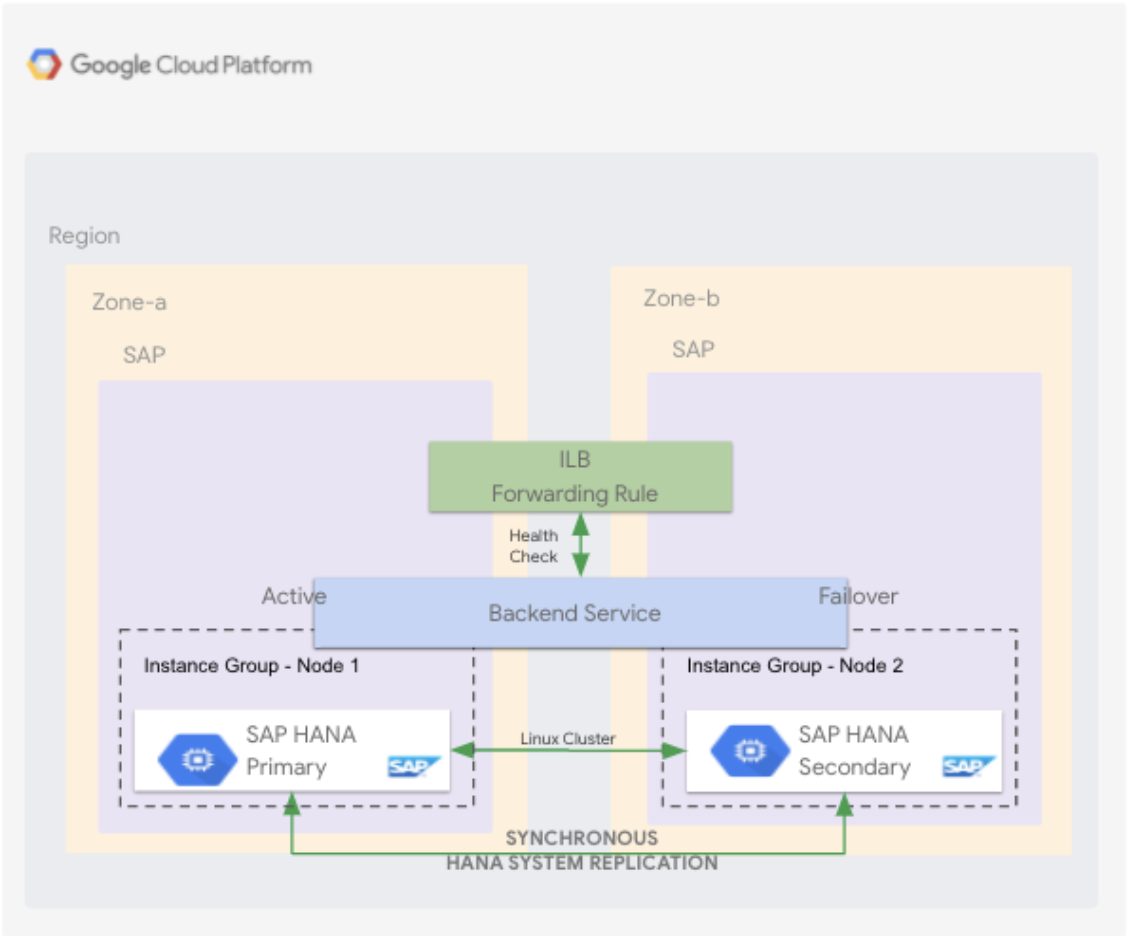 Google Cloud Platform
Region
Zone-a
Zone-b
SAP
SAP
ILB
Forwarding Rule
Health
Check
Active
Backend Service
Failover
Instance Group - Node 1
Instance Group - Node 2
SAP HANA
Primary
SAP
Linux Cluster
SAP HANA
Secondary
SAP
SYNCHRONOUS
HANA SYSTEM REPLICATION